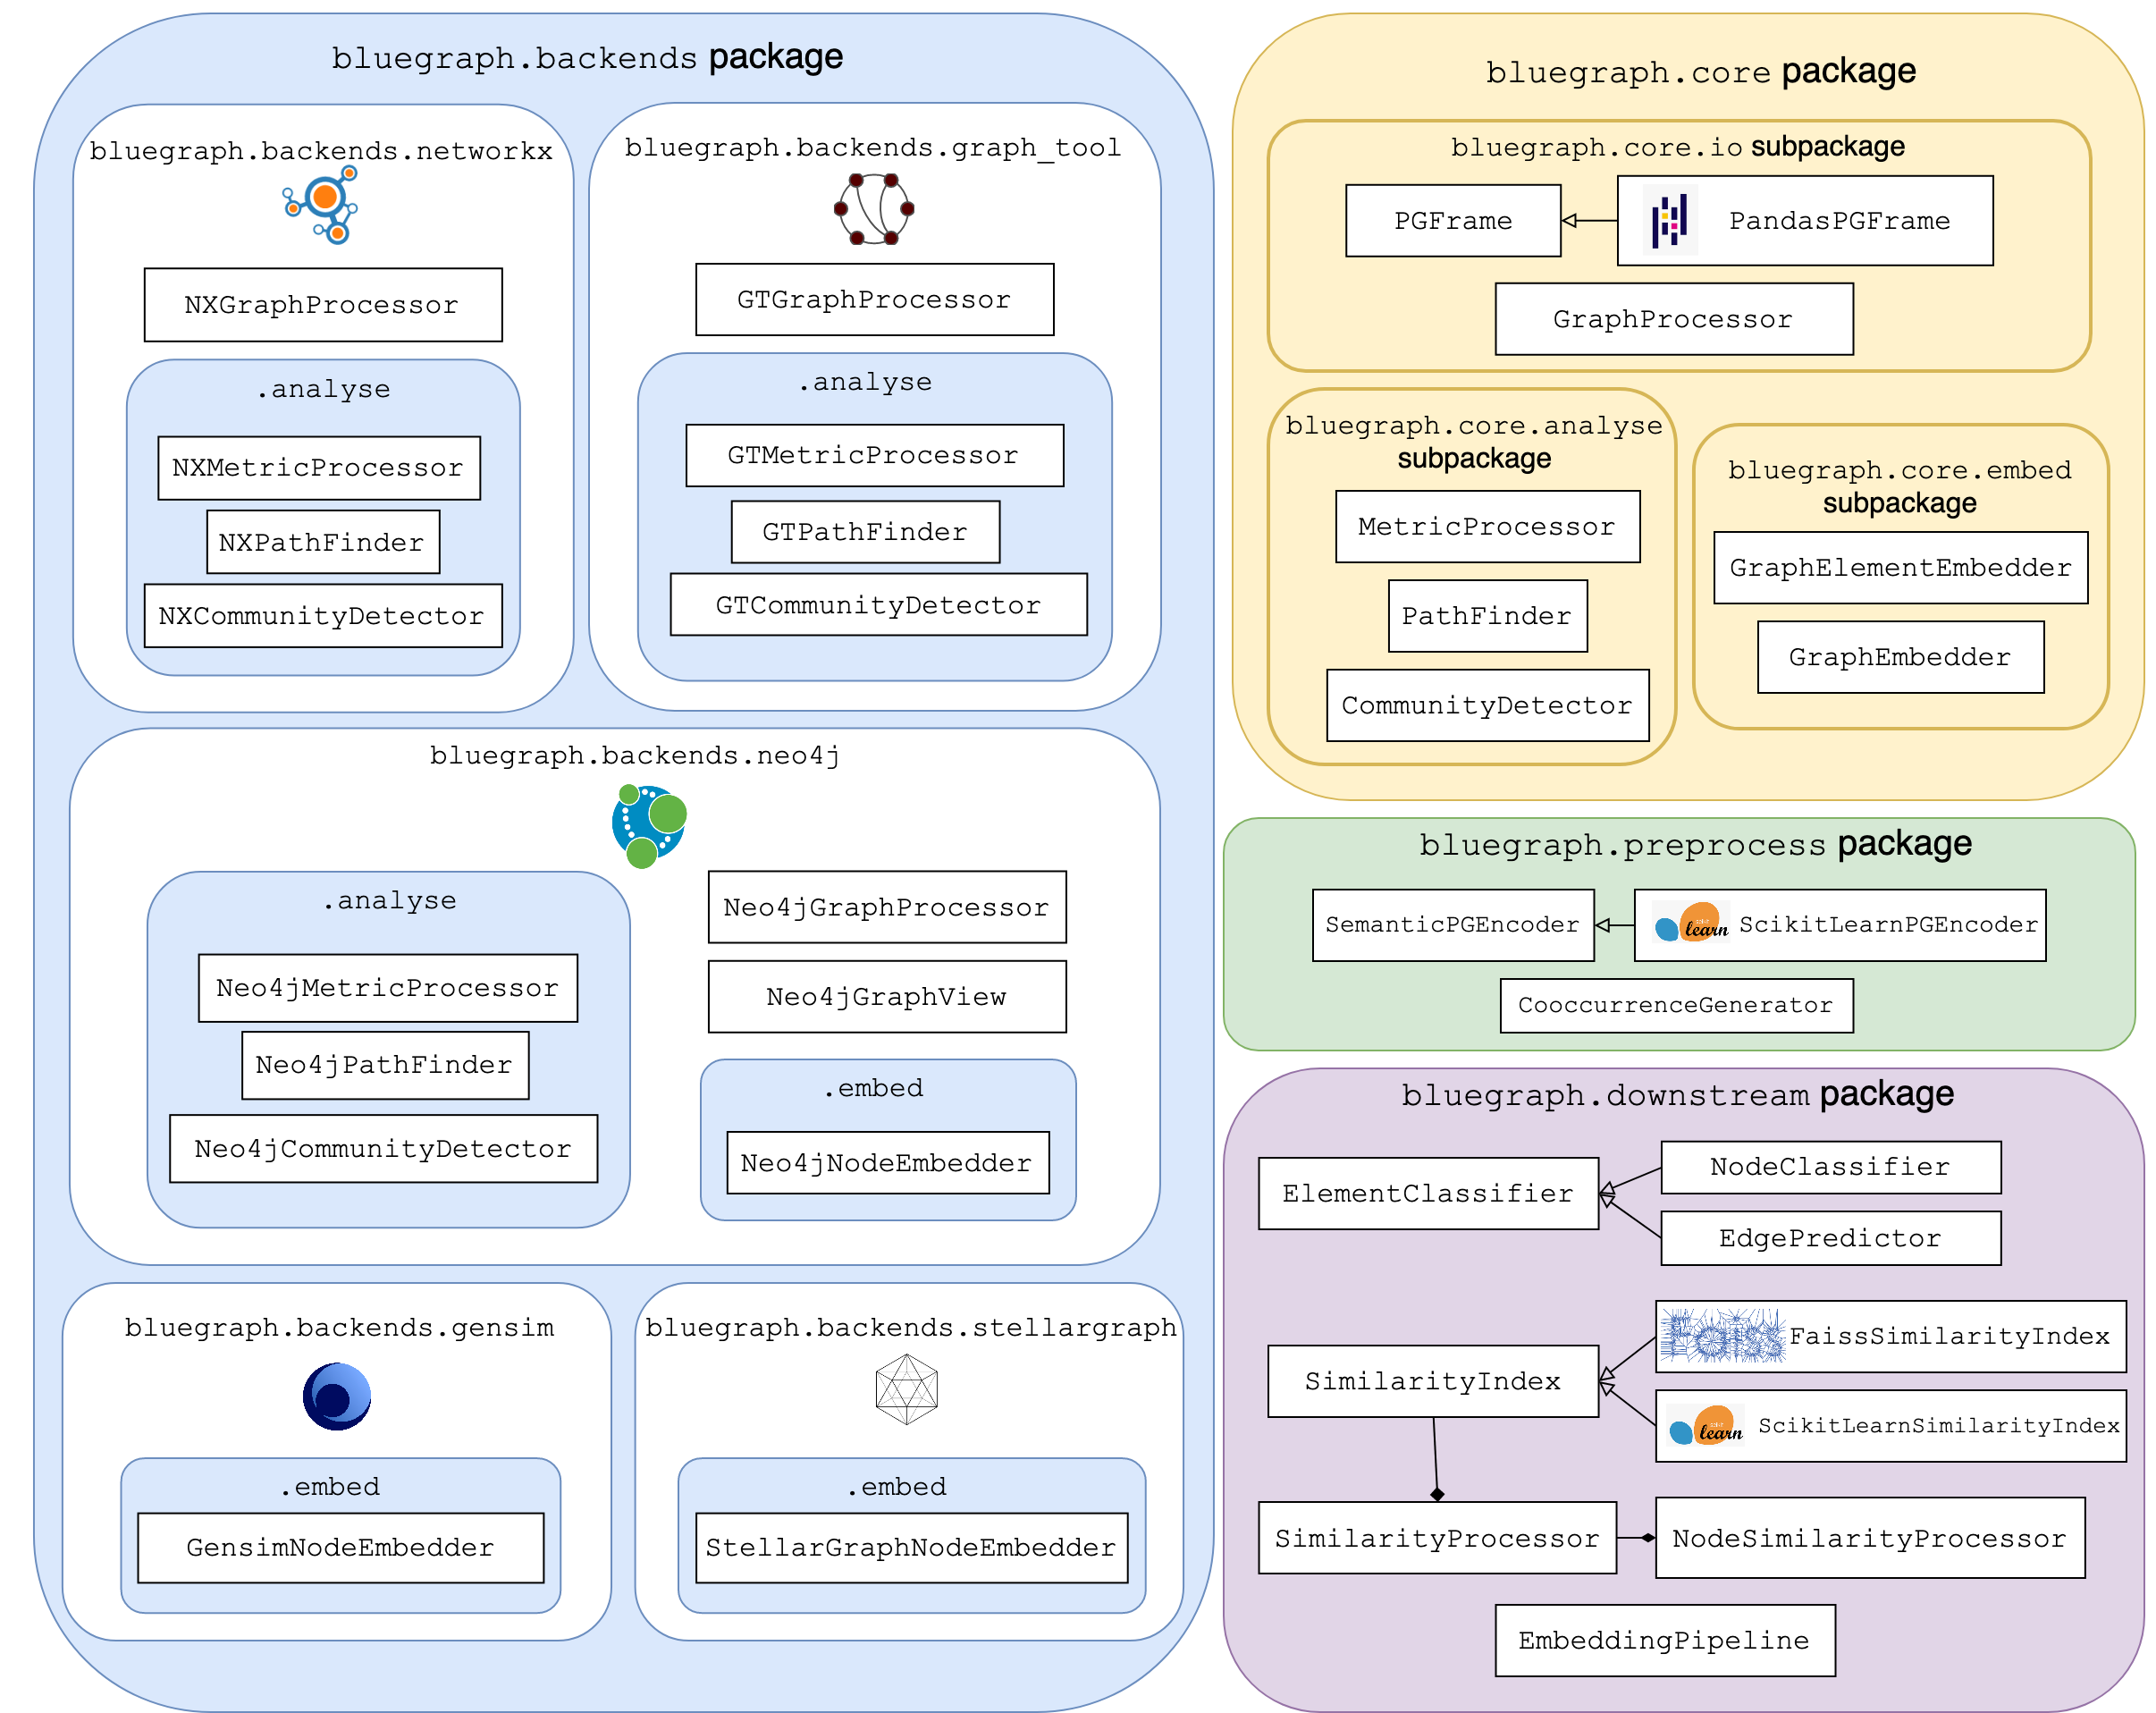 bluegraph.backends package
bluegraph.backends.networkx
NXGraphProcessor
.analyse
NXMetricProcessor
NXPathFinder
NXCommunityDetector
bluegraph.backends.graph_tool
GTGraphProcessor
.analyse
GTMetricProcessor
GTPathFinder
GTCommunityDetector
bluegraph.backends.neo4j
.analyse
Neo4jMetricProcessor
Neo4jPathFinder
Neo4jCommunityDetector
Neo4jGraphProcessor
Neo4jGraphView
.embed
Neo4jNodeEmbedder
bluegraph.backends.gensim
.embed
GensimNodeEmbedder
bluegraph.backends.stellargraph
.embed
StellarGraphNodeEmbedder
bluegraph.core package
bluegraph.core.io subpackage
PGFrame
PandasPGFrame
GraphProcessor
bluegraph.core.analyse
subpackage
MetricProcessor
PathFinder
CommunityDetector
bluegraph.core.embed
subpackage
GraphElementEmbedder
GraphEmbedder
bluegraph.preprocess package
SemanticPGEncoder
scikit
learn
ScikitLearnPGEncoder
CooccurrenceGenerator
bluegraph.downstream package
ElementClassifier
NodeClassifier
EdgePredictor
SimilarityIndex
Faiss
FaissSimilarityIndex
scikit
learn
ScikitLearnSimilarityIndex
SimilarityProcessor
NodeSimilarityProcessor
EmbeddingPipeline